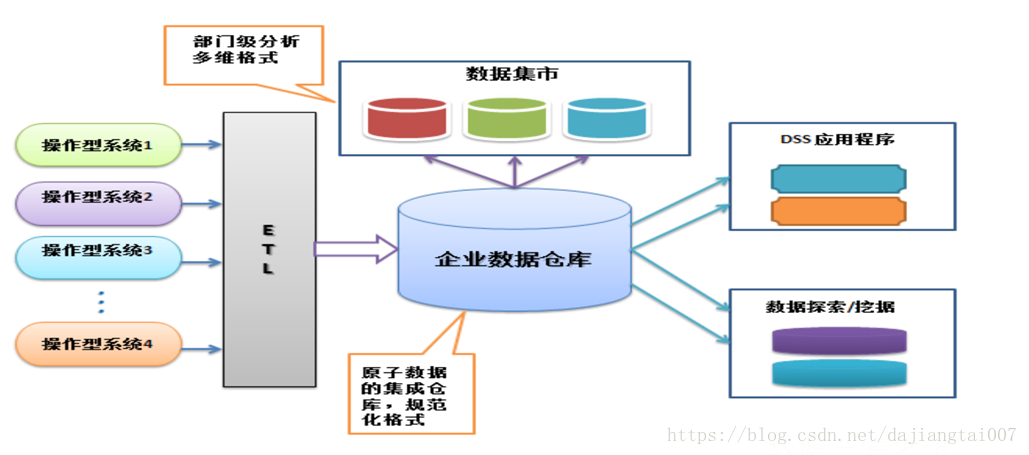 部门级分析
多维格式
数据集市
操作型系统1
操作型系统2
操作型系统3
操作型系统4
E
T
L
企业数据仓库
DSS 应用程序
数据探索/挖据
原子数据
的集成仓
库，规范
化格式
https://blog.csdn.net/dajiangtai007